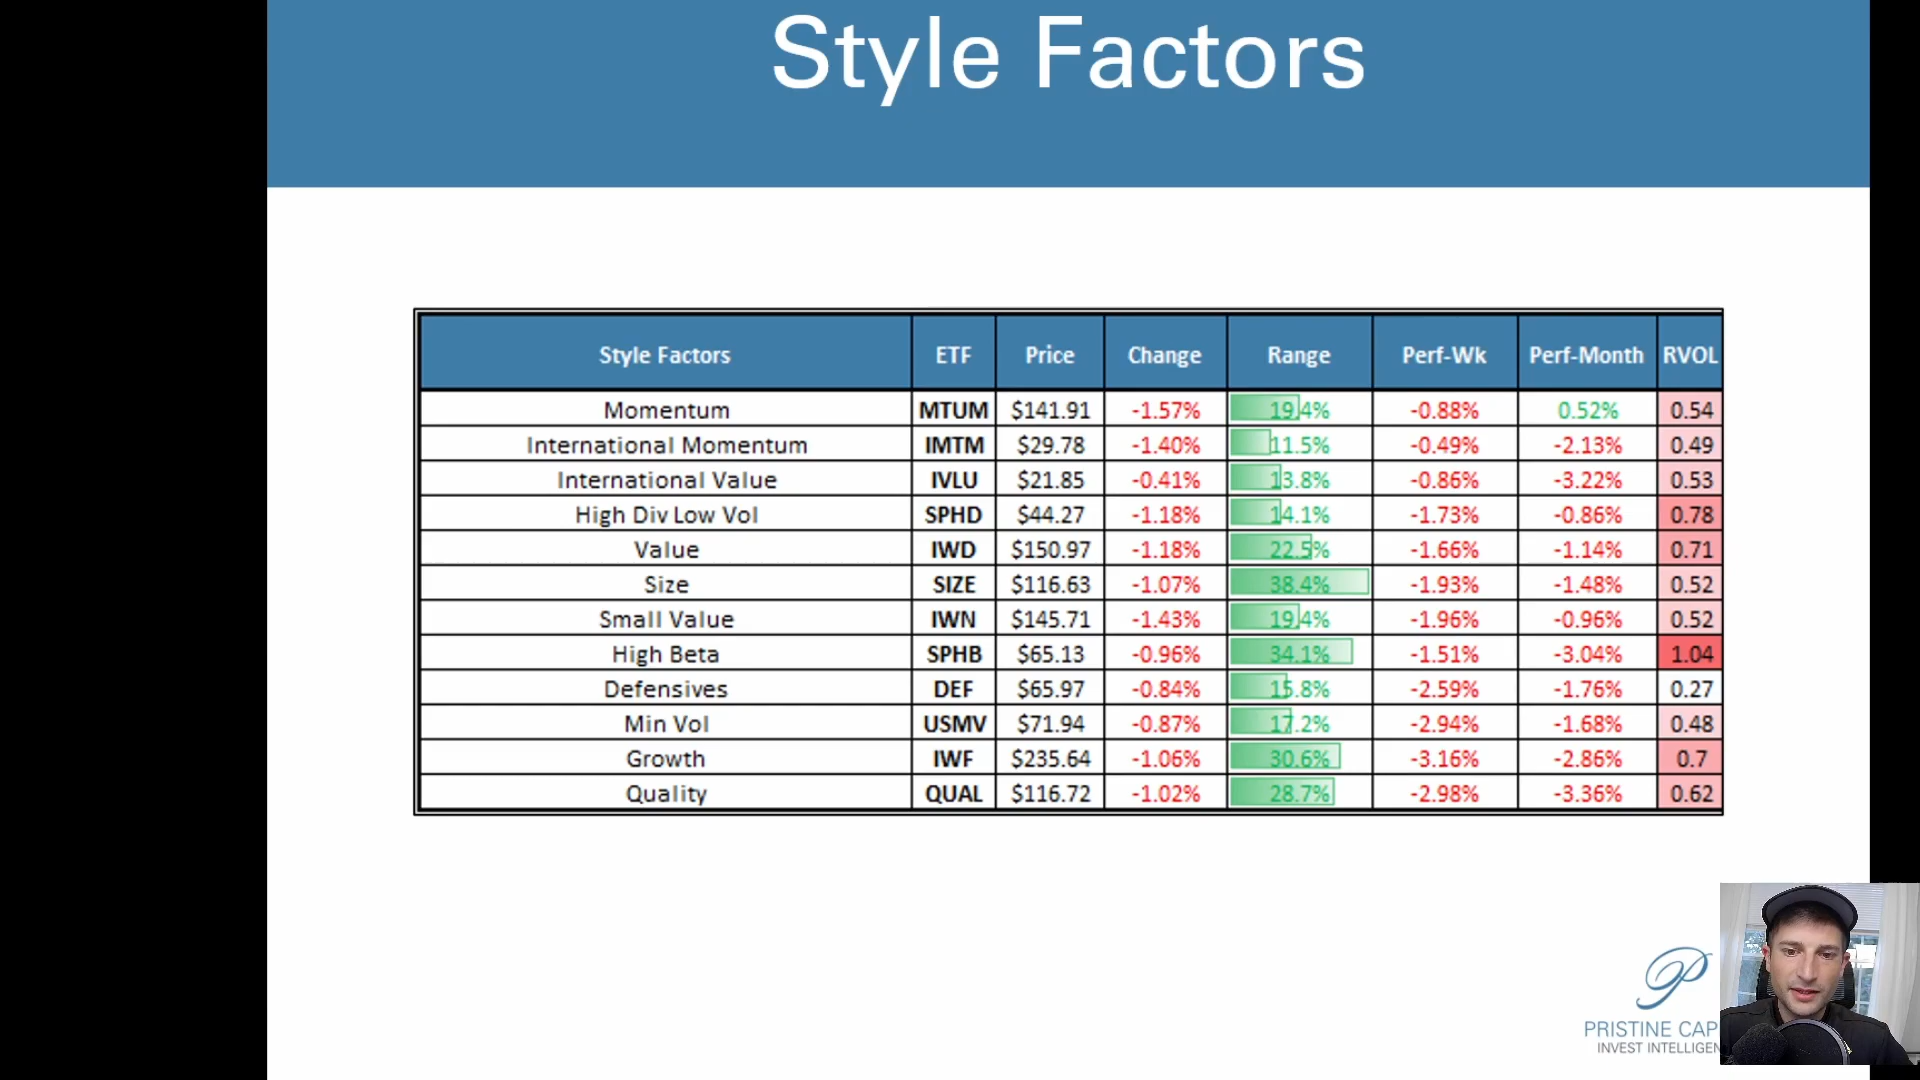 Style Factors
Style Factors ETF Price Change Range Perf-Wk Perf-Month RVOL
Momentum MTUM $141.91 -1.57% 19.4% -0.88% 0.52% 0.54
International Momentum IMTM $29.78 -1.40% 11.5% -0.49% -2.13% 0.49
International Value IVLU $21.85 -0.41% 13.8% -0.86% -3.22% 0.53
High Div Low Vol SPHD $44.27 -1.18% 14.1% -1.73% -0.86% 0.78
Value IWD $150.97 -1.18% 22.5% -1.66% -1.14% 0.71
Size SIZE $116.63 -1.07% 38.4% -1.93% -1.48% 0.52
Small Value IWN $145.71 -1.43% 19.4% -1.96% -0.96% 0.52
High Beta SPHB $65.13 -0.96% 34.1% -1.51% -3.04% 1.04
Defensives DEF $65.97 -0.84% 15.8% -2.59% -1.76% 0.27
Min Vol USMV $71.94 -0.87% 17.2% -2.94% -1.68% 0.48
Growth IWF $235.64 -1.06% 30.6% -3.16% -2.86% 0.7
Quality QUAL $116.72 -1.02% 28.7% -2.98% -3.36% 0.62
PRISTINE CAP
INVEST INTELLIGEN